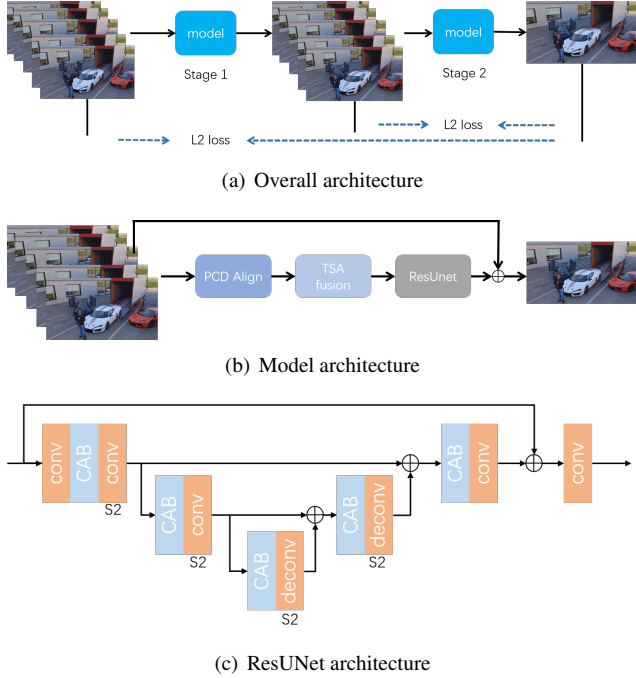 model
model
Stage 1
Stage 2
L2 loss
L2 loss
(a) Overall architecture
PCD Align
TSA
fusion
ResUnet
(b) Model architecture
conv
CAB
conv
S2
CAB
conv
S2
CAB
deconv
S2
CAB
deconv
S2
CAB
conv
conv
(c) ResUNet architecture